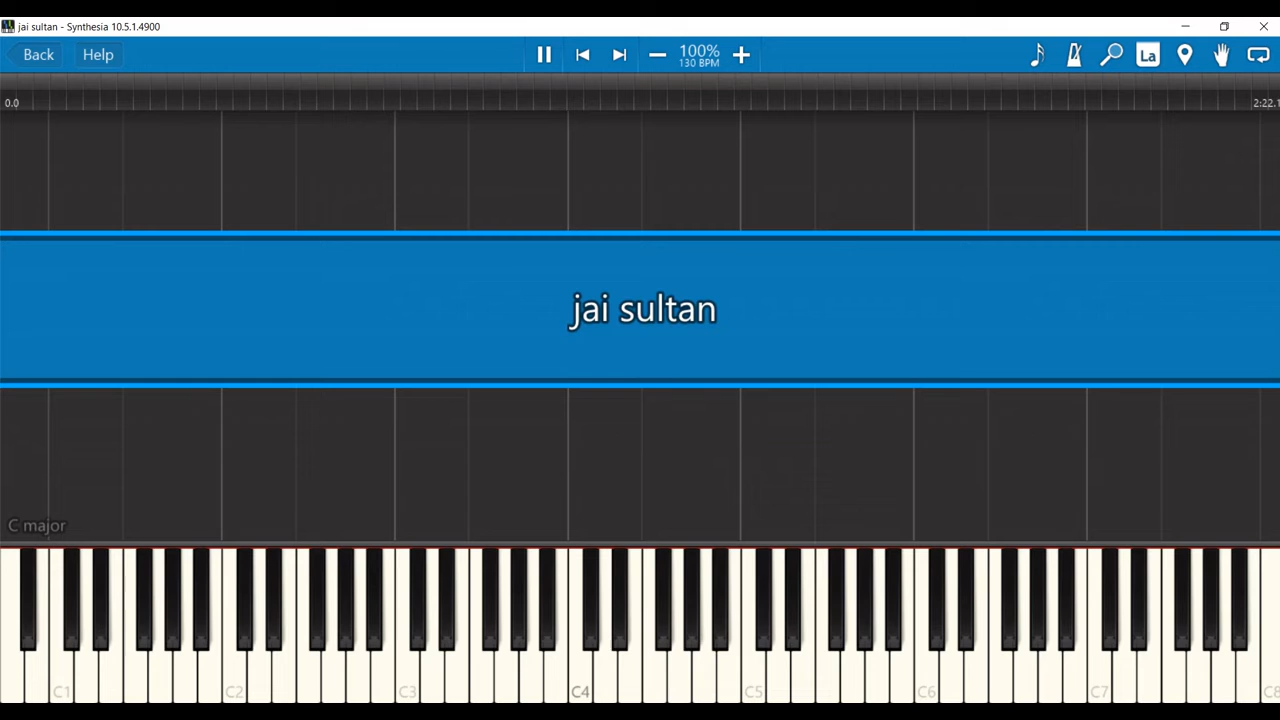 jai sultan - Synthesia 10.5.1.4900
Back
Help
100%
130 BPM
La
0.0
2:22.1
jai sultan
C major
C1
C2
C3
C4
C5
C6
C7
C8